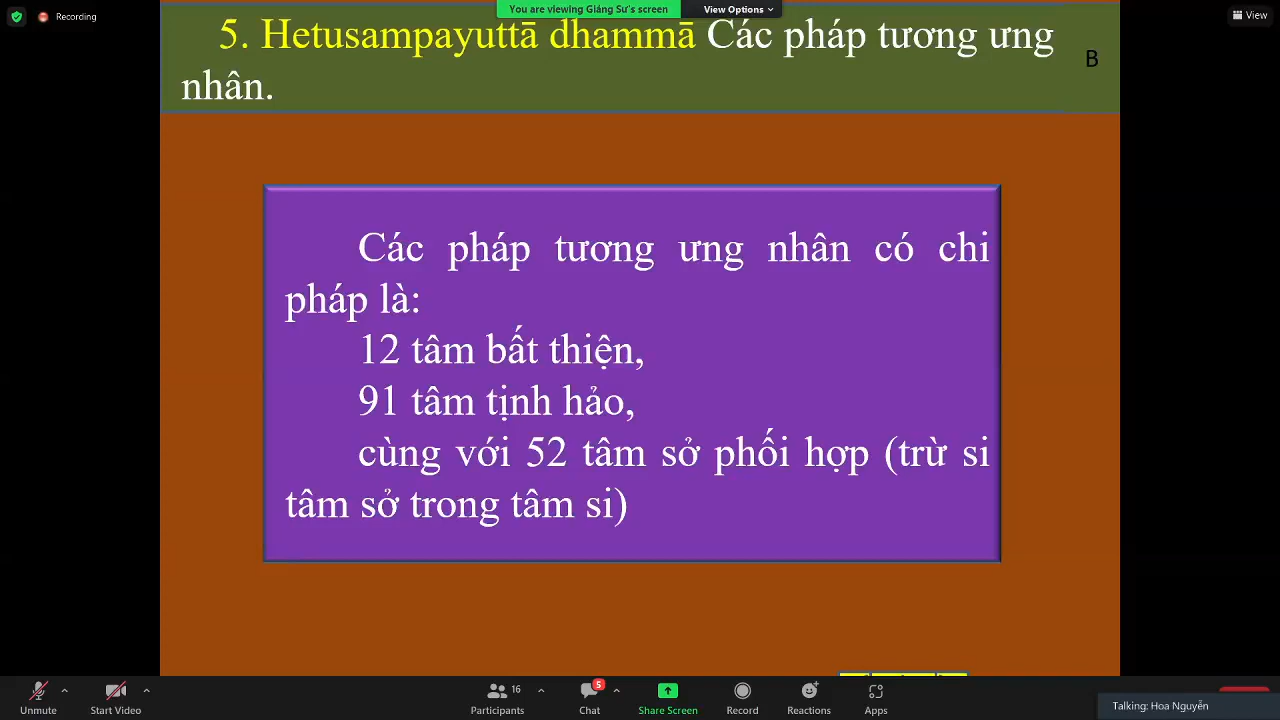 You are viewing Giảng Sư's screen
View Options
Recording
View
5. Hetusampayuttā dhammā Các pháp tương ưng
nhân.
B
Các pháp tương ưng nhân có chi
pháp là:
12 tâm bất thiện,
91 tâm tịnh hảo,
cùng với 52 tâm sở phối hợp (trừ si
tâm sở trong tâm si)
Unmute
Start Video
16
Participants
5
Chat
Share Screen
Record
Reactions
Apps
Talking: Hoa Nguyễn